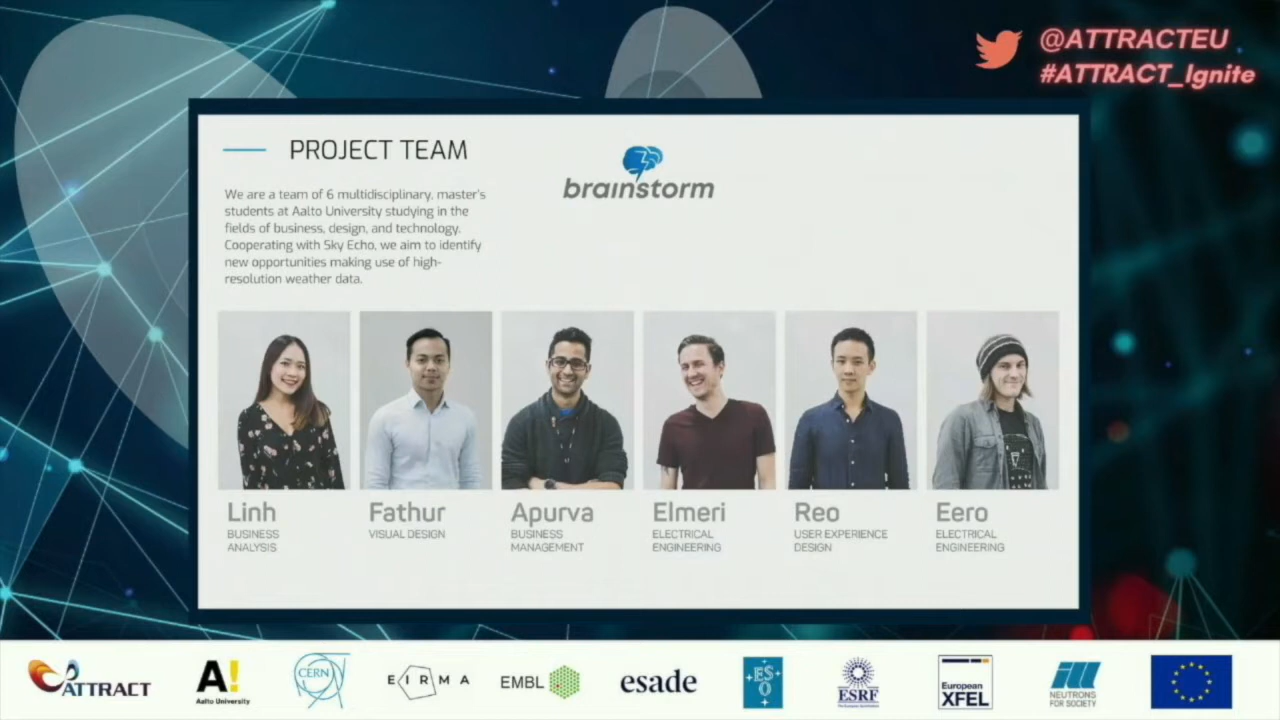 @ATTRACTEU
#ATTRACT_Ignite
PROJECT TEAM
brainstorm
We are a team of 6 multidisciplinary, master's
students at Aalto University studying in the
fields of business, design, and technology.
Cooperating with Sky Echo, we aim to identify
new opportunities making use of high-
resolution weather data.
Linh
BUSINESS
ANALYSIS
Fathur
VISUAL DESIGN
Apurva
BUSINESS
MANAGEMENT
Elmeri
ELECTRICAL
ENGINEERING
Reo
USER EXPERIENCE
DESIGN
Eero
ELECTRICAL
ENGINEERING
ATTRACT
A!
Aalto University
CERN
EIRMA
EMBL
esade
ESO
ESRF
European
XFEL
ill
NEUTRONS
FOR SOCIETY